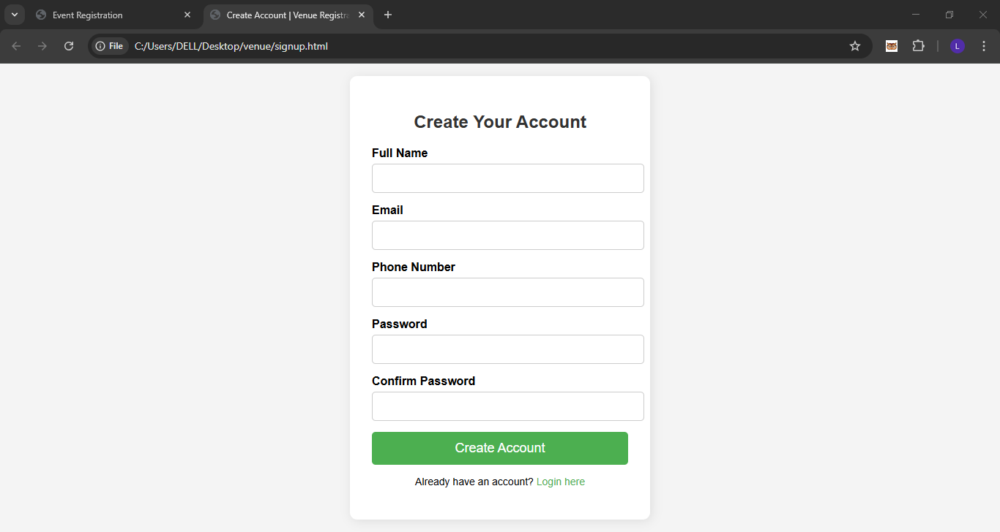 Event Registration
Create Account | Venue Registra
File
C:/Users/DELL/Desktop/venue/signup.html
L
Create Your Account
Full Name
Email
Phone Number
Password
Confirm Password
Create Account
Already have an account? Login here